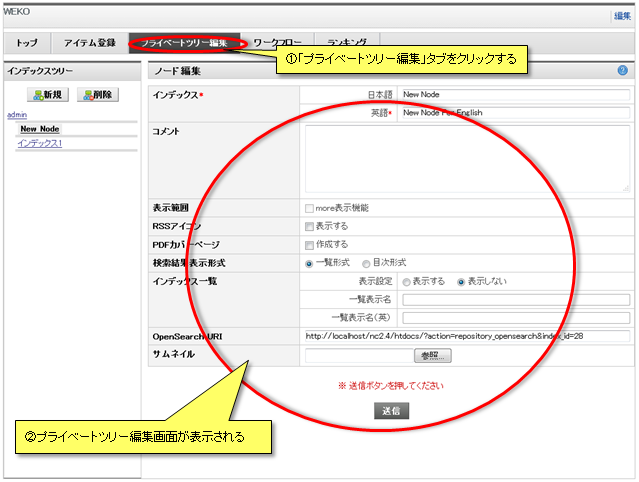 WEKO
編集
トップ アイテム登録 プライベートツリー編集 ワークフロー ランキング
①「プライベートツリー編集」タブをクリックする
インデックスツリー
新規 削除
admin
New Node
インデックス1
ノード編集
インデックス* 日本語 New Node
英語* New Node For English
コメント
表示範囲 more表示機能
RSSアイコン 表示する
PDFカバーページ 作成する
検索結果表示形式 一覧形式 目次形式
インデックス一覧 表示設定 表示する 表示しない
一覧表示名
一覧表示名(英)
OpenSearch URI http://localhost/nc2.4/htdocs/?action=repository_opensearch&index_id=28
サムネイル 参照...
※ 送信ボタンを押してください
送信
②プライベートツリー編集画面が表示される